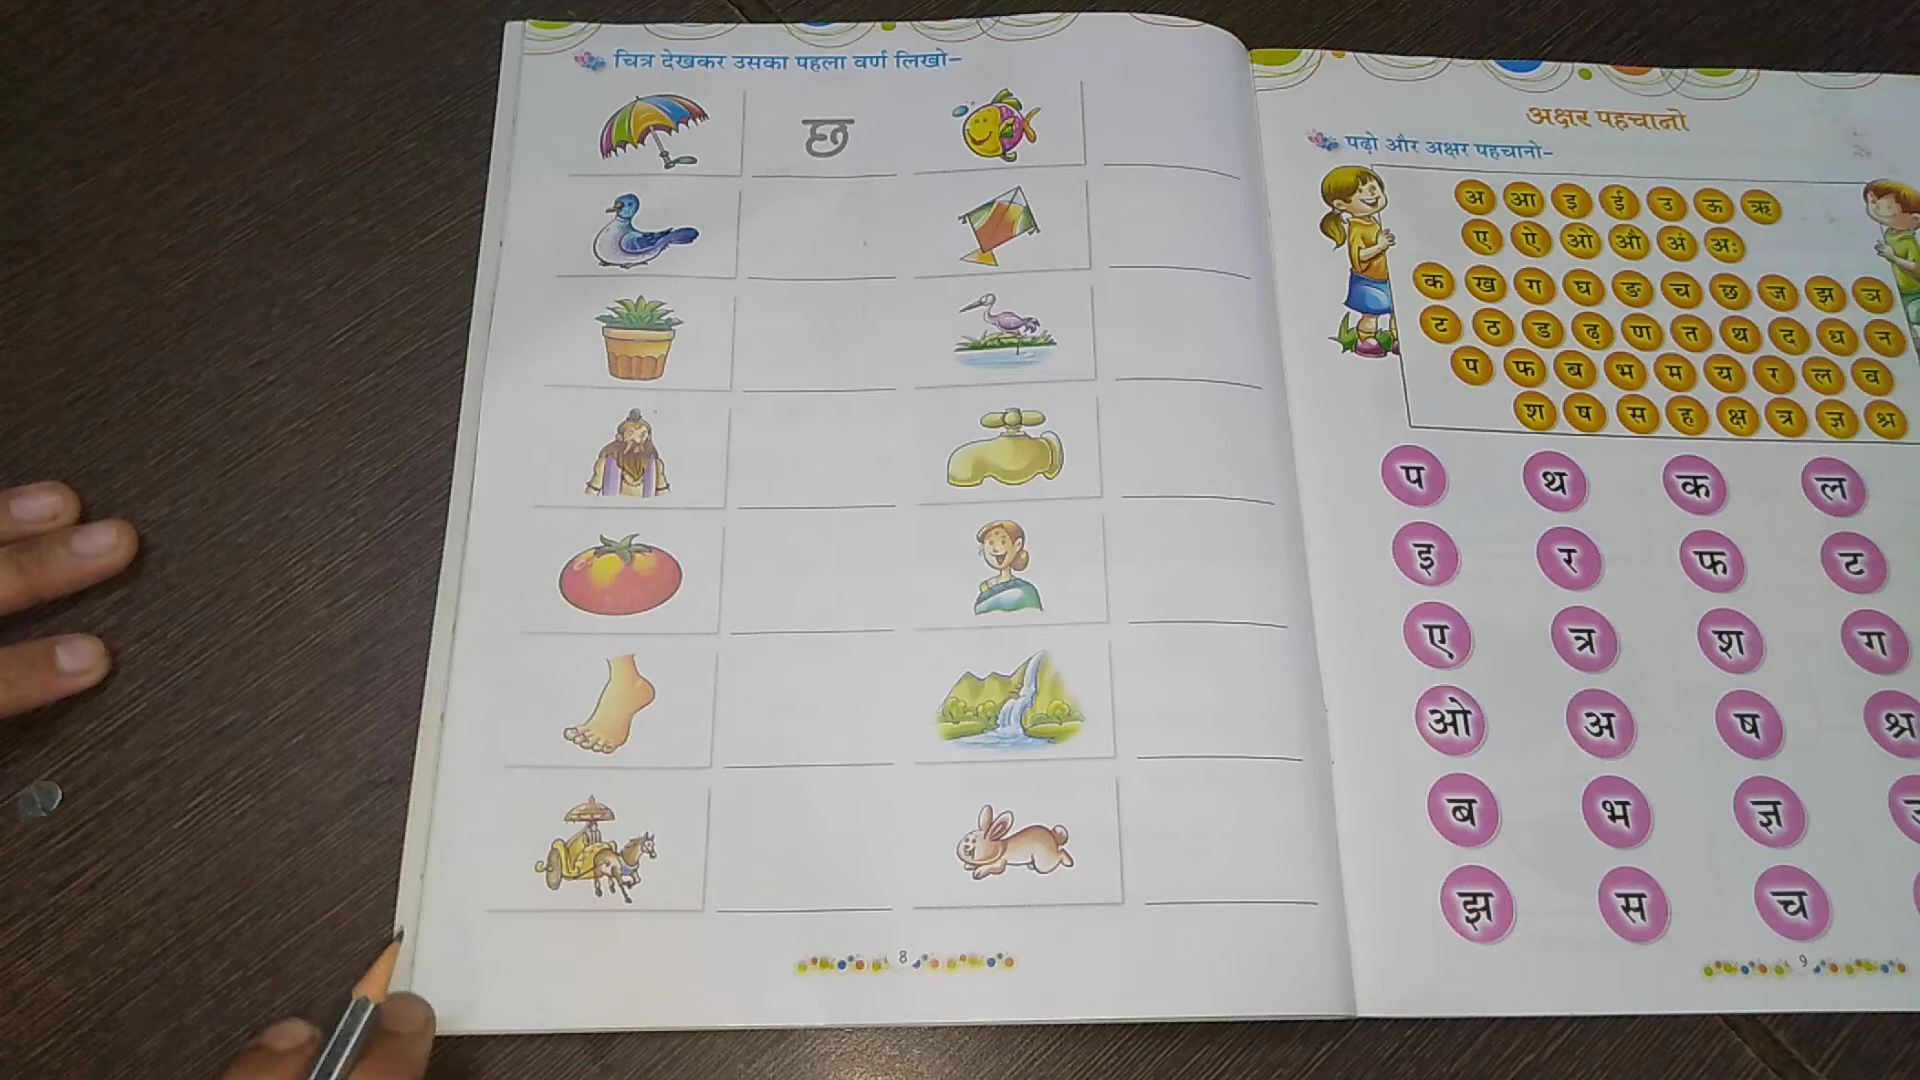 चित्र देखकर उसका पहला वर्ण लिखो-
छ
8
अक्षर पहचानो
पढ़ो और अक्षर पहचानो-
अ आ इ ई उ ऊ ऋ
ए ऐ ओ औ अं अः
क ख ग घ ङ च छ ज झ ञ
ट ठ ड ढ़ ण त थ द ध न
प फ ब भ म य र ल व
श ष स ह क्ष त्र ज्ञ श्र
प थ क ल
इ र फ ट
ए त्र श ग
ओ अ ष श्र
ब भ ज्ञ
झ स च
9